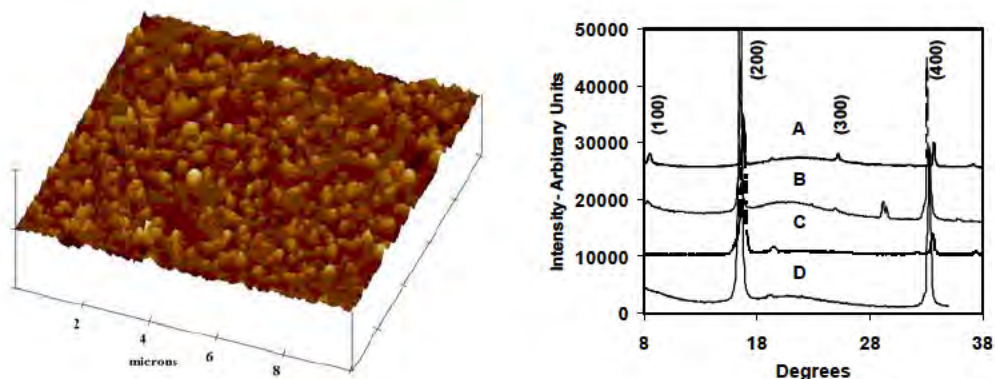 2
4
6
8
microns
50000
40000
30000
20000
10000
0
Intensity- Arbitrary Units
(100)
(200)
(300)
(400)
A
B
C
D
8
18
28
38
Degrees